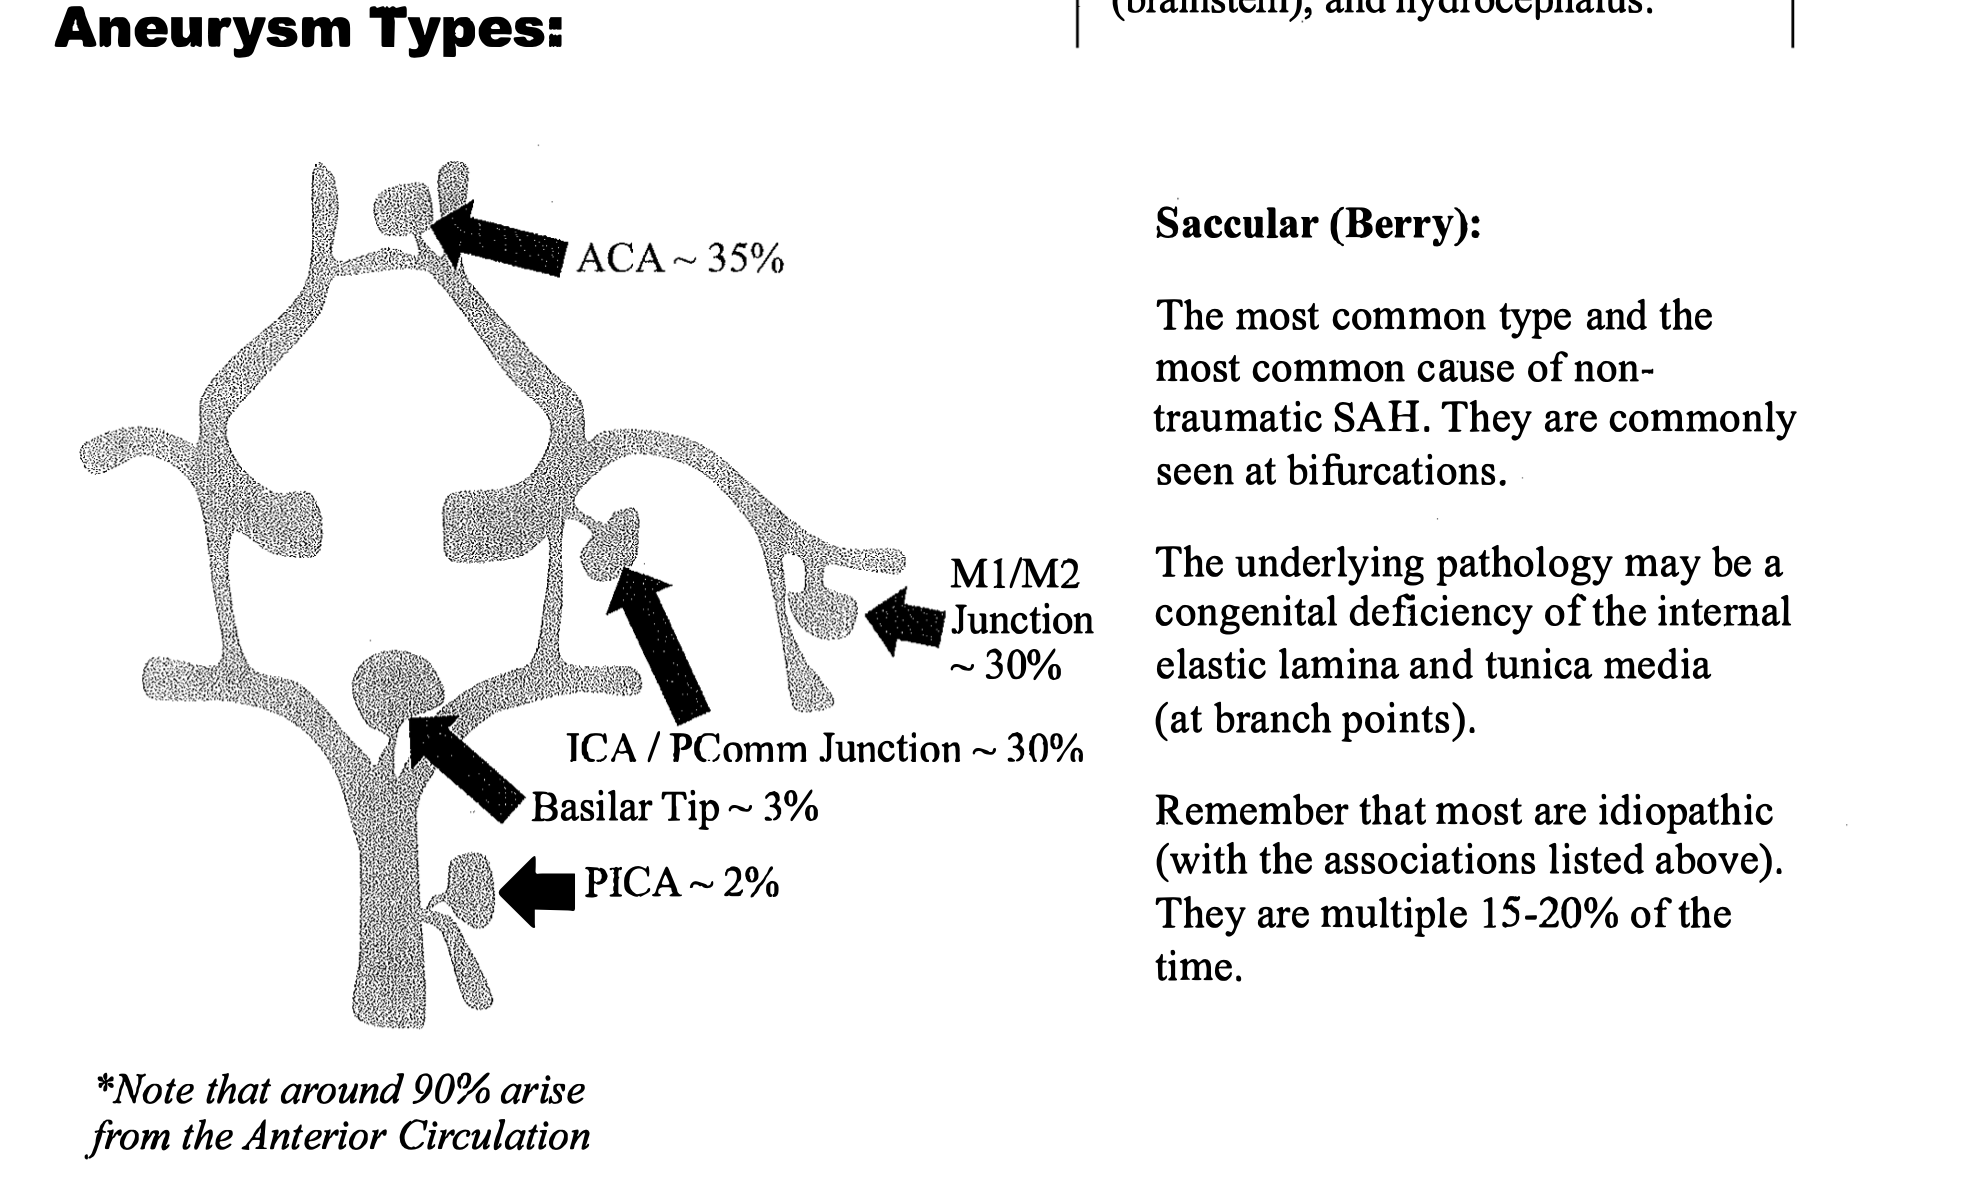 Aneurysm Types:
(brainstem), and hydrocephalus.
ACA ~ 35%
M1/M2
Junction
~ 30%
ICA / PComm Junction ~ 30%
Basilar Tip ~ 3%
PICA ~ 2%
*Note that around 90% arise
from the Anterior Circulation
Saccular (Berry):
The most common type and the
most common cause of non-
traumatic SAH. They are commonly
seen at bifurcations.
The underlying pathology may be a
congenital deficiency of the internal
elastic lamina and tunica media
(at branch points).
Remember that most are idiopathic
(with the associations listed above).
They are multiple 15-20% of the
time.